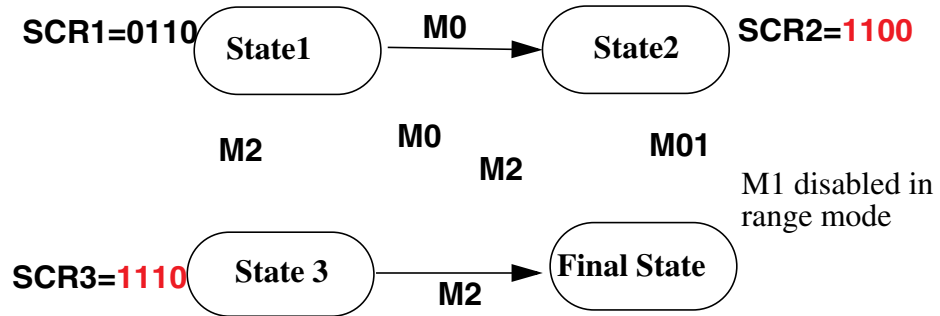 SCR1=0110 State1 M0 State2 SCR2=1100
M2 M0 M2 M01
M1 disabled in
range mode
SCR3=1110 State 3 M2 Final State